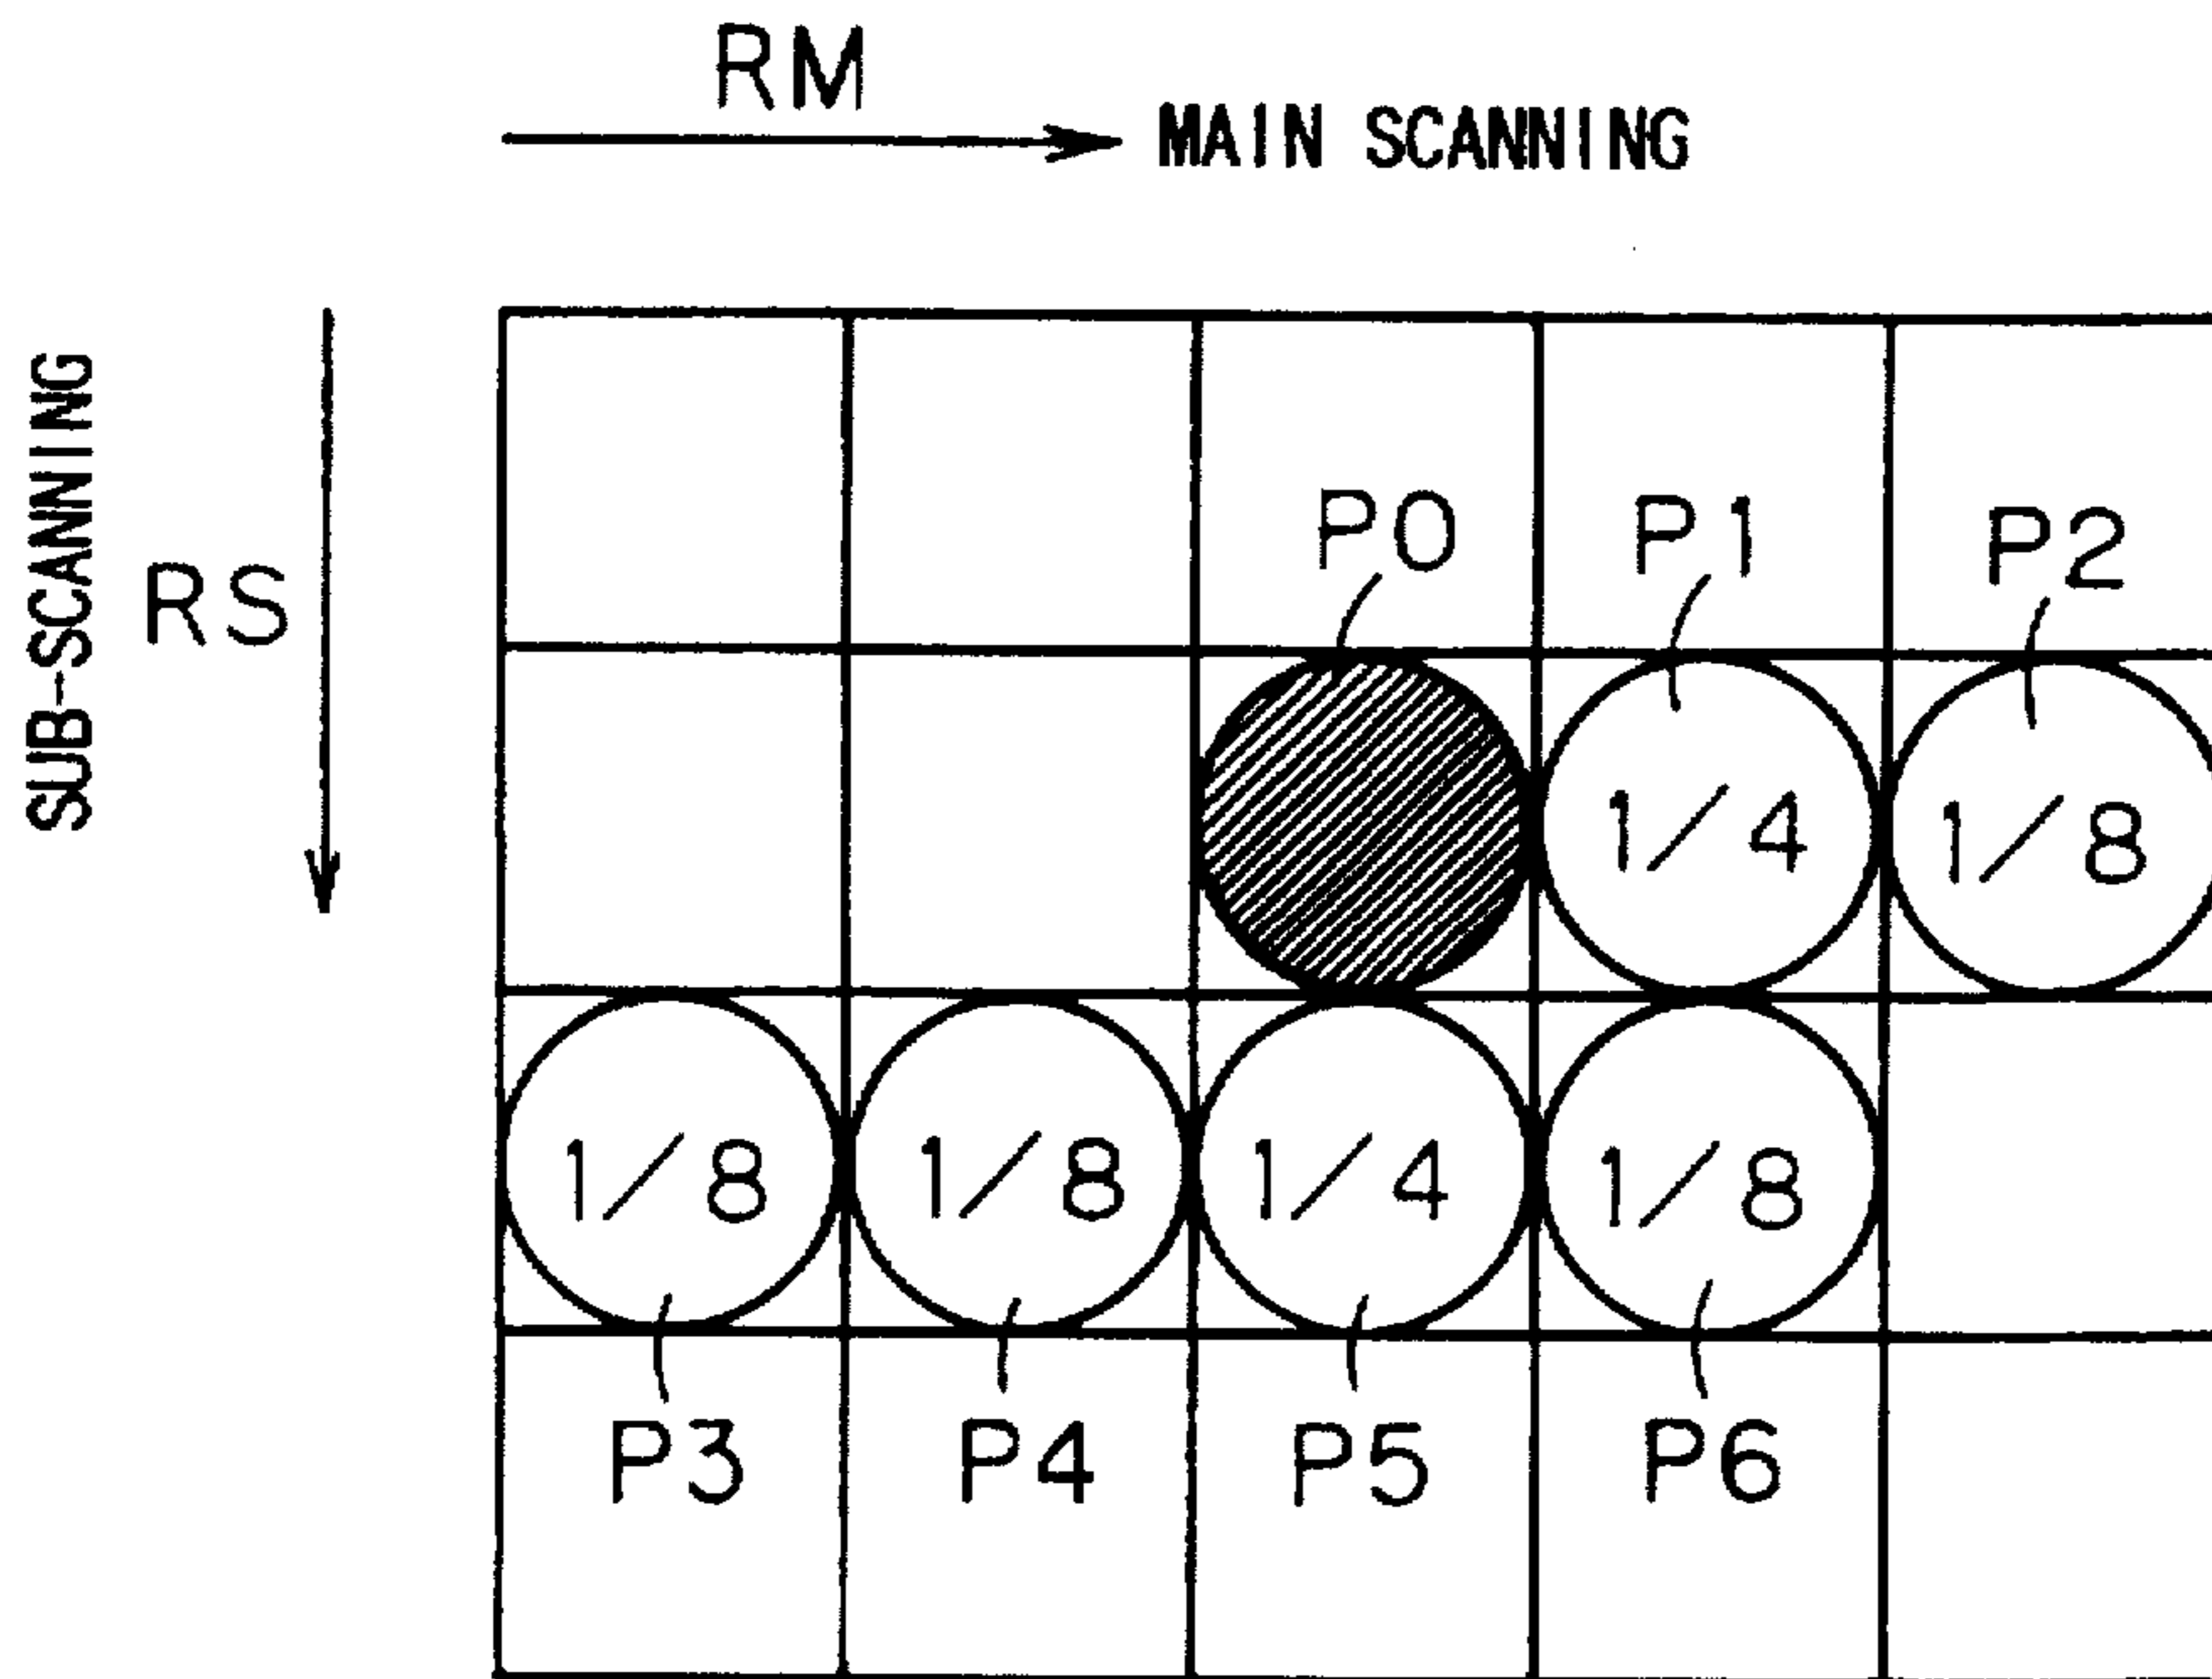 RM
MAIN SCANNING
SUB-SCANNING
RS
P0 P1 P2
1/4 1/8
1/8 1/8 1/4 1/8
P3 P4 P5 P6